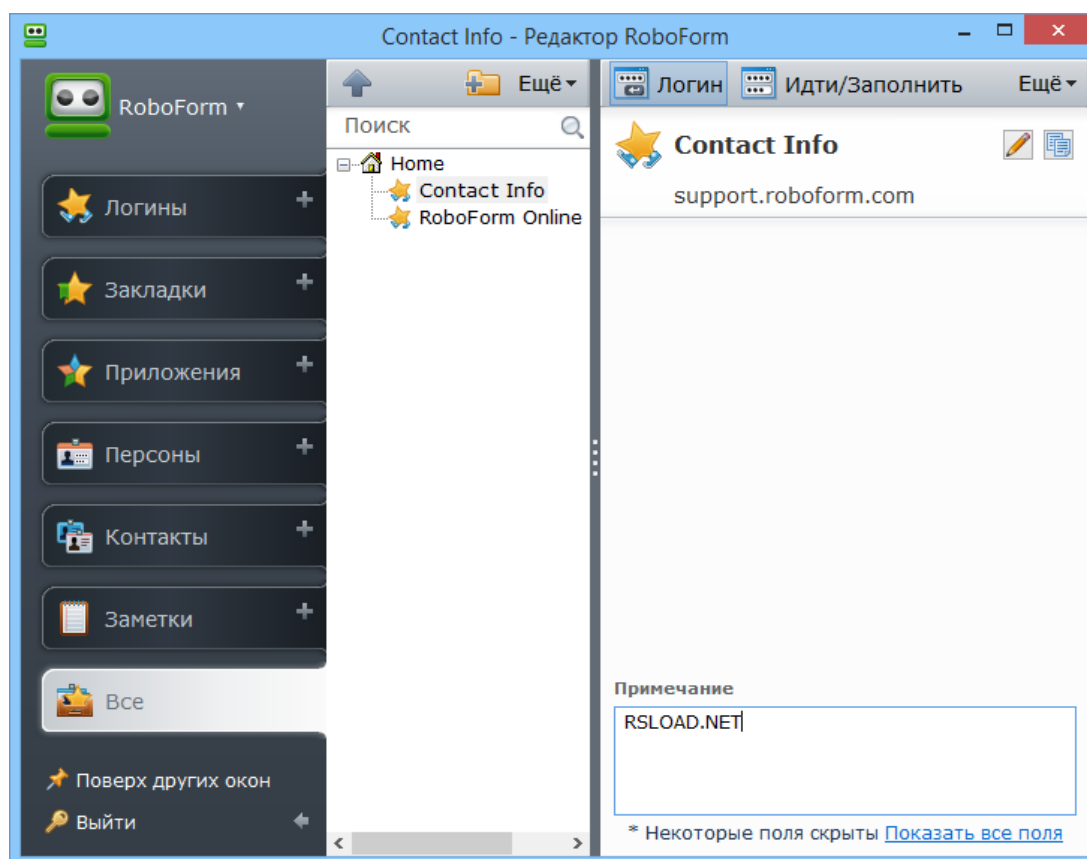 Contact Info - Редактор RoboForm
RoboForm
Логины
Закладки
Приложения
Персоны
Контакты
Заметки
Все
Поверх других окон
Выйти
Ещё
Поиск
Home
Contact Info
RoboForm Online
Логин Идти/Заполнить Ещё
Contact Info
support.roboform.com
Примечание
RSLOAD.NET
* Некоторые поля скрыты Показать все поля